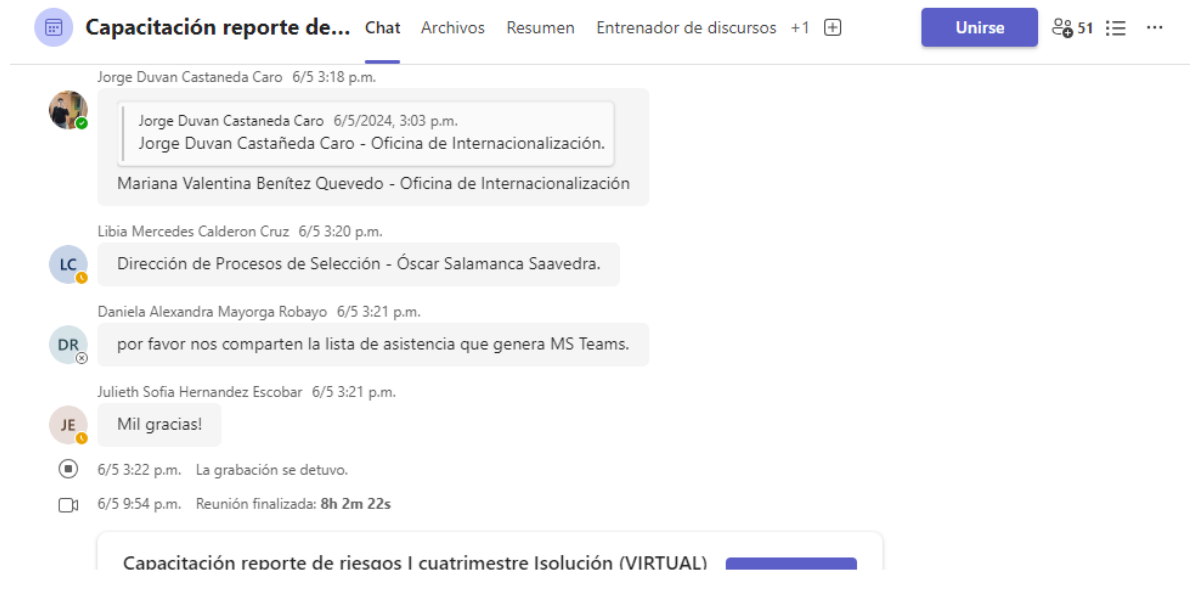 Capacitación reporte de... Chat Archivos Resumen Entrenador de discursos +1 Unirse 51 ...
Jorge Duvan Castaneda Caro 6/5 3:18 p.m.
Jorge Duvan Castaneda Caro 6/5/2024, 3:03 p.m.
Jorge Duvan Castañeda Caro - Oficina de Internacionalización.
Mariana Valentina Benítez Quevedo - Oficina de Internacionalización
Libia Mercedes Calderon Cruz 6/5 3:20 p.m.
LC Dirección de Procesos de Selección - Óscar Salamanca Saavedra.
Daniela Alexandra Mayorga Robayo 6/5 3:21 p.m.
DR por favor nos comparten la lista de asistencia que genera MS Teams.
Julieth Sofia Hernandez Escobar 6/5 3:21 p.m.
JE Mil gracias!
6/5 3:22 p.m. La grabación se detuvo.
6/5 9:54 p.m. Reunión finalizada: 8h 2m 22s
Capacitación reporte de riesgos I cuatrimestre Isolución (VIRTUAL)